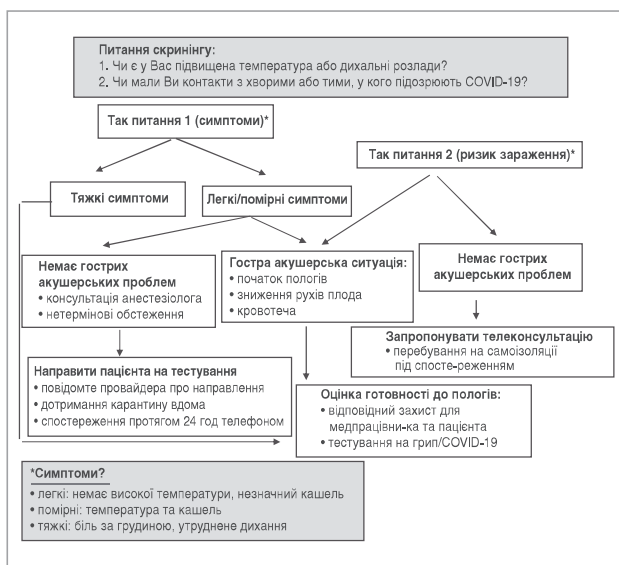 Питання скринінгу:
1. Чи є у Вас підвищена температура або дихальні розлади?
2. Чи мали Ви контакти з хворими або тими, у кого підозрюють COVID-19?
Так питання 1 (симптоми)*
Так питання 2 (ризик зараження)*
Тяжкі симптоми
Легкі/помірні симптоми
Немає гострих
акушерських проблем
• консультація анестезіолога
• нетермінові обстеження
Гостра акушерська ситуація:
• початок пологів
• зниження рухів плода
• кровотеча
Немає гострих
акушерських проблем
Запропонувати телеконсультацію
• перебування на самоізоляції
під спосте-реженням
Направити пацієнта на тестування
• повідомте провайдера про направлення
• дотримання карантину вдома
• спостереження протягом 24 год телефоном
Оцінка готовності до пологів:
• відповідний захист для
медпрацівни-ка та пацієнта
• тестування на грип/COVID-19
*Симптоми?
• легкі: немає високої температури, незначний кашель
• помірні: температура та кашель
• тяжкі: біль за грудиною, утруднене дихання